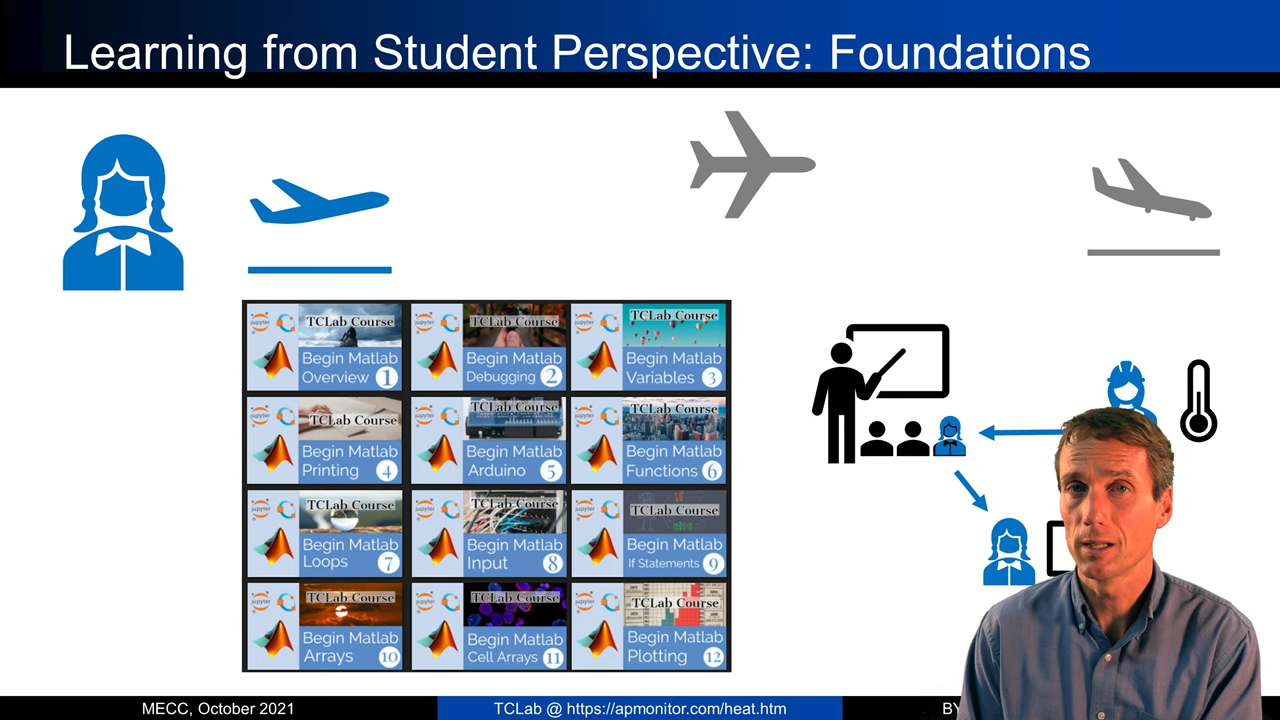 Learning from Student Perspective: Foundations
TCLab Course
Begin Matlab
Overview 1
TCLab Course
Begin Matlab
Debugging 2
TCLab Course
Begin Matlab
Variables 3
TCLab Course
Begin Matlab
Printing 4
TCLab Course
Begin Matlab
Arduino 5
TCLab Course
Begin Matlab
Functions 6
TCLab Course
Begin Matlab
Loops 7
TCLab Course
Begin Matlab
Input 8
TCLab Course
Begin Matlab
If Statements 9
TCLab Course
Begin Matlab
Arrays 10
TCLab Course
Begin Matlab
Cell Arrays 11
TCLab Course
Begin Matlab
Plotting 12
MECC, October 2021
TCLab @ https://apmonitor.com/heat.htm
BY